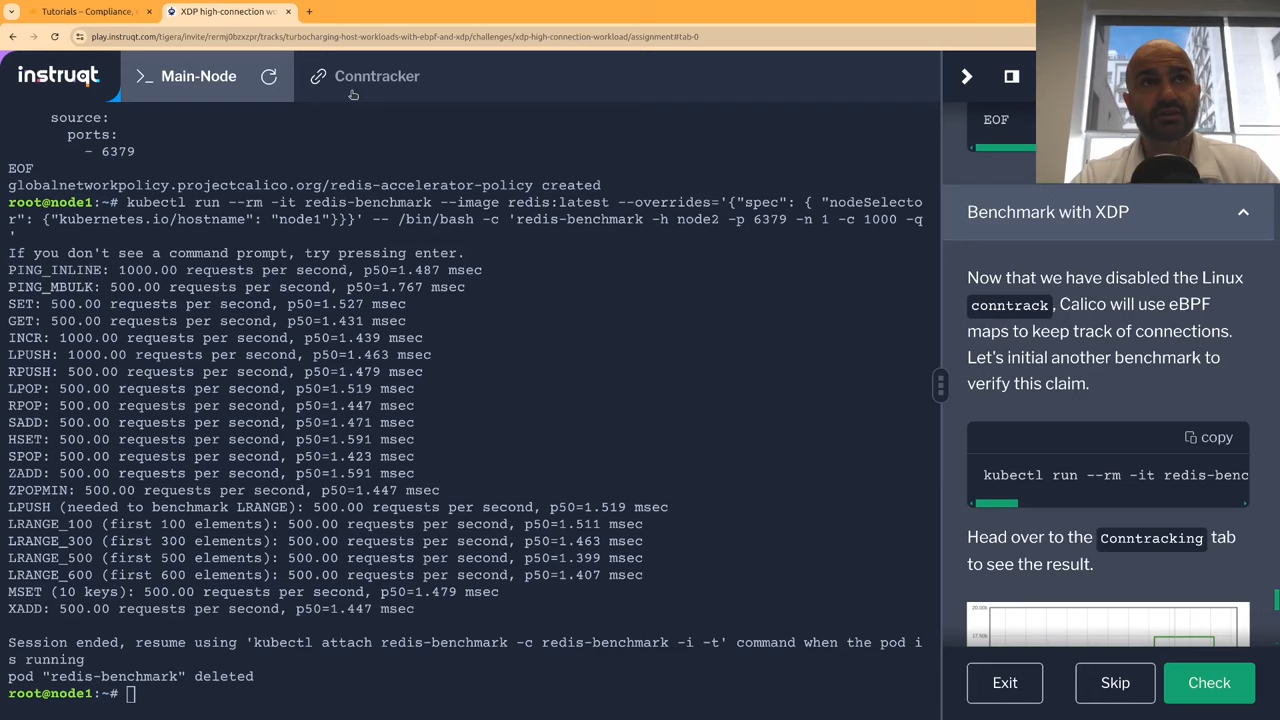 Tutorials – Compliance,
XDP high-connection wo
play.instruqt.com/tigera/invite/rermj0bzxzpr/tracks/turbocharging-host-workloads-with-ebpf-and-xdp/challenges/xdp-high-connection-workload/assignment#tab-0
instruqt
>_ Main-Node
Conntracker
source:
ports:
- 6379
EOF
globalnetworkpolicy.projectcalico.org/redis-accelerator-policy created
root@node1:~# kubectl run --rm -it redis-benchmark --image redis:latest --overrides='{"spec": { "nodeSelecto
r": {"kubernetes.io/hostname": "node1"}}}' -- /bin/bash -c 'redis-benchmark -h node2 -p 6379 -n 1 -c 1000 -q
'
If you don't see a command prompt, try pressing enter.
PING_INLINE: 1000.00 requests per second, p50=1.487 msec
PING_MBULK: 500.00 requests per second, p50=1.767 msec
SET: 500.00 requests per second, p50=1.527 msec
GET: 500.00 requests per second, p50=1.431 msec
INCR: 1000.00 requests per second, p50=1.439 msec
LPUSH: 1000.00 requests per second, p50=1.463 msec
RPUSH: 500.00 requests per second, p50=1.479 msec
LPOP: 500.00 requests per second, p50=1.519 msec
RPOP: 500.00 requests per second, p50=1.447 msec
SADD: 500.00 requests per second, p50=1.471 msec
HSET: 500.00 requests per second, p50=1.591 msec
SPOP: 500.00 requests per second, p50=1.423 msec
ZADD: 500.00 requests per second, p50=1.591 msec
ZPOPMIN: 500.00 requests per second, p50=1.447 msec
LPUSH (needed to benchmark LRANGE): 500.00 requests per second, p50=1.519 msec
LRANGE_100 (first 100 elements): 500.00 requests per second, p50=1.511 msec
LRANGE_300 (first 300 elements): 500.00 requests per second, p50=1.463 msec
LRANGE_500 (first 500 elements): 500.00 requests per second, p50=1.399 msec
LRANGE_600 (first 600 elements): 500.00 requests per second, p50=1.407 msec
MSET (10 keys): 500.00 requests per second, p50=1.479 msec
XADD: 500.00 requests per second, p50=1.447 msec
Session ended, resume using 'kubectl attach redis-benchmark -c redis-benchmark -i -t' command when the pod i
s running
pod "redis-benchmark" deleted
root@node1:~#
EOF
Benchmark with XDP
Now that we have disabled the Linux
conntrack, Calico will use eBPF
maps to keep track of connections.
Let's initial another benchmark to
verify this claim.
copy
kubectl run --rm -it redis-benc
Head over to the Conntracking tab
to see the result.
20.00k
17.50k
Exit
Skip
Check